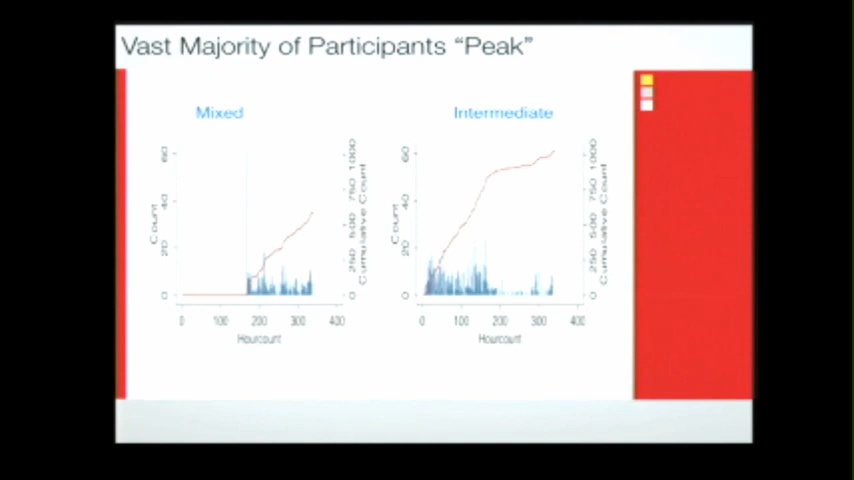 Vast Majority of Participants “Peak”
Mixed
Intermediate
Count
0 20 40 60
Cumulative Count
0 250 500 750 1000
0 100 200 300 400
Hourcount
Count
0 20 40 60
Cumulative Count
0 250 500 750 1000
0 100 200 300 400
Hourcount